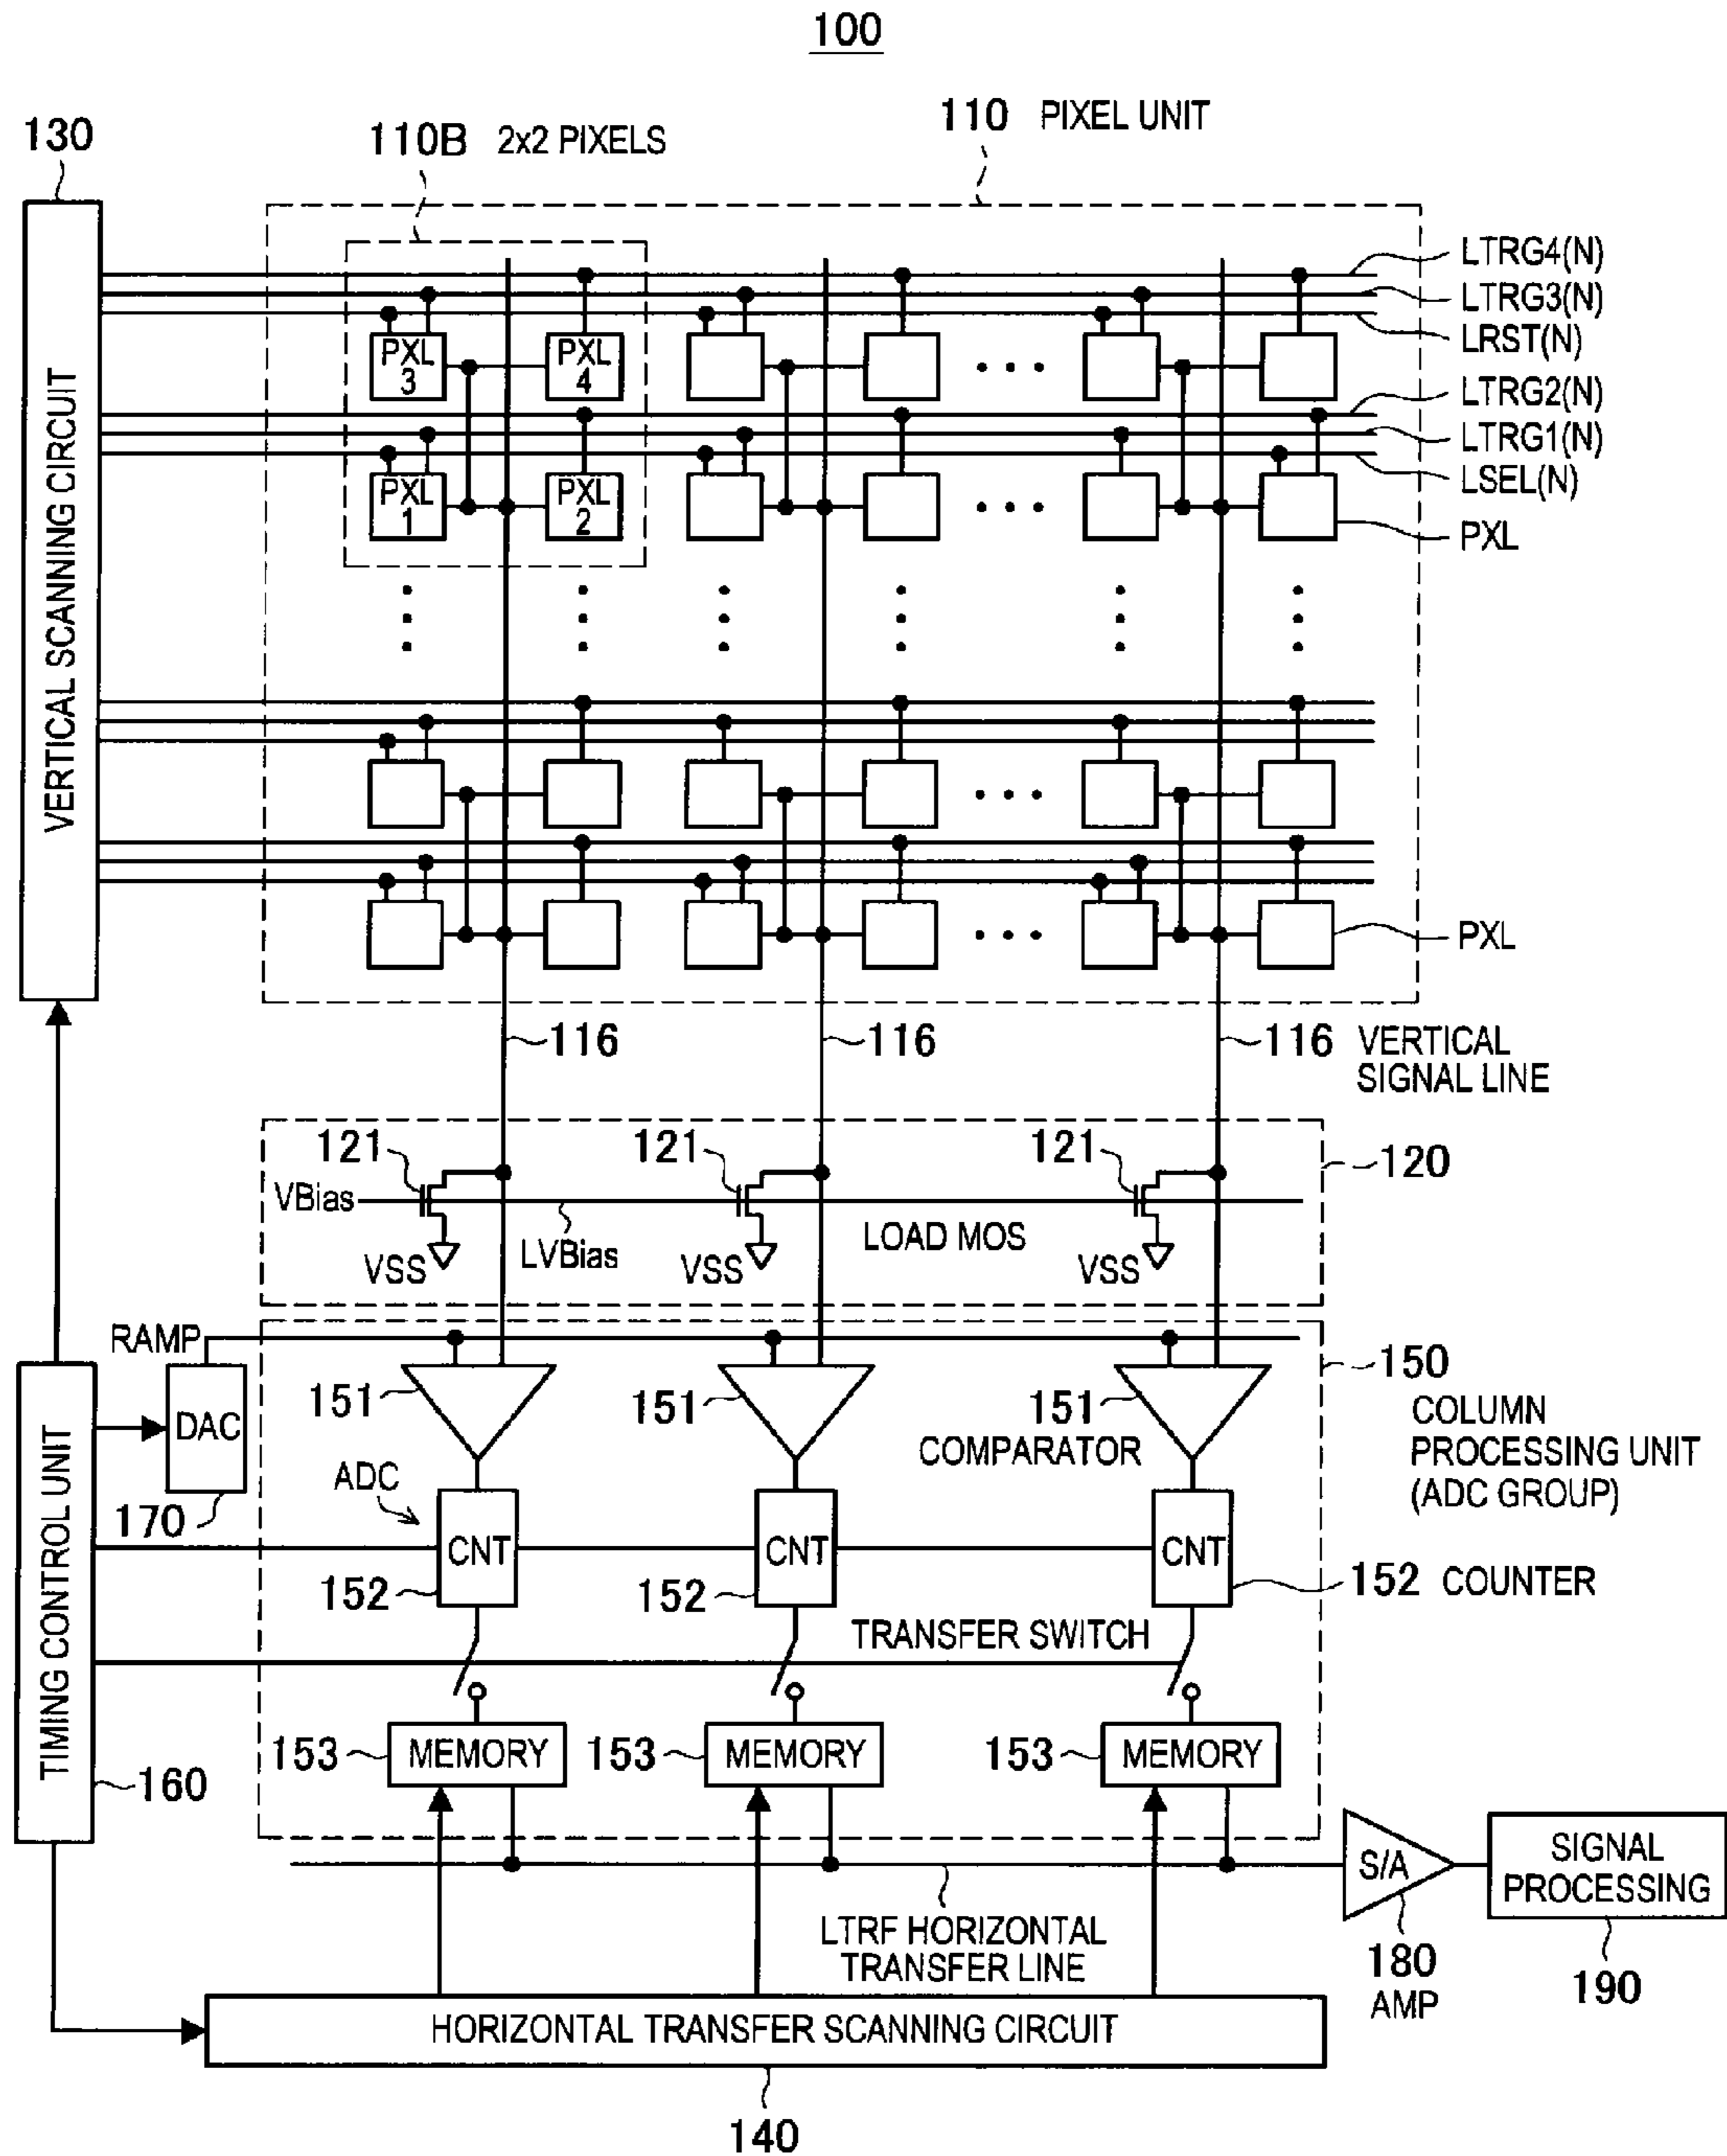 100
130
110B 2x2 PIXELS
110 PIXEL UNIT
LTRG4(N)
LTRG3(N)
LRST(N)
PXL 3
PXL 4
LTRG2(N)
LTRG1(N)
LSEL(N)
PXL 1
PXL 2
PXL
VERTICAL SCANNING CIRCUIT
PXL
116
116
116 VERTICAL
SIGNAL LINE
121
121
121
120
VBias
LVBias
LOAD MOS
VSS
VSS
VSS
RAMP
150
COLUMN
PROCESSING UNIT
(ADC GROUP)
DAC
170
151
151
151
COMPARATOR
ADC
CNT
CNT
CNT
152
152
152 COUNTER
TRANSFER SWITCH
TIMING CONTROL UNIT
160
153
MEMORY
153
MEMORY
153
MEMORY
S/A
SIGNAL
PROCESSING
LTRF HORIZONTAL
TRANSFER LINE
180
AMP
190
HORIZONTAL TRANSFER SCANNING CIRCUIT
140